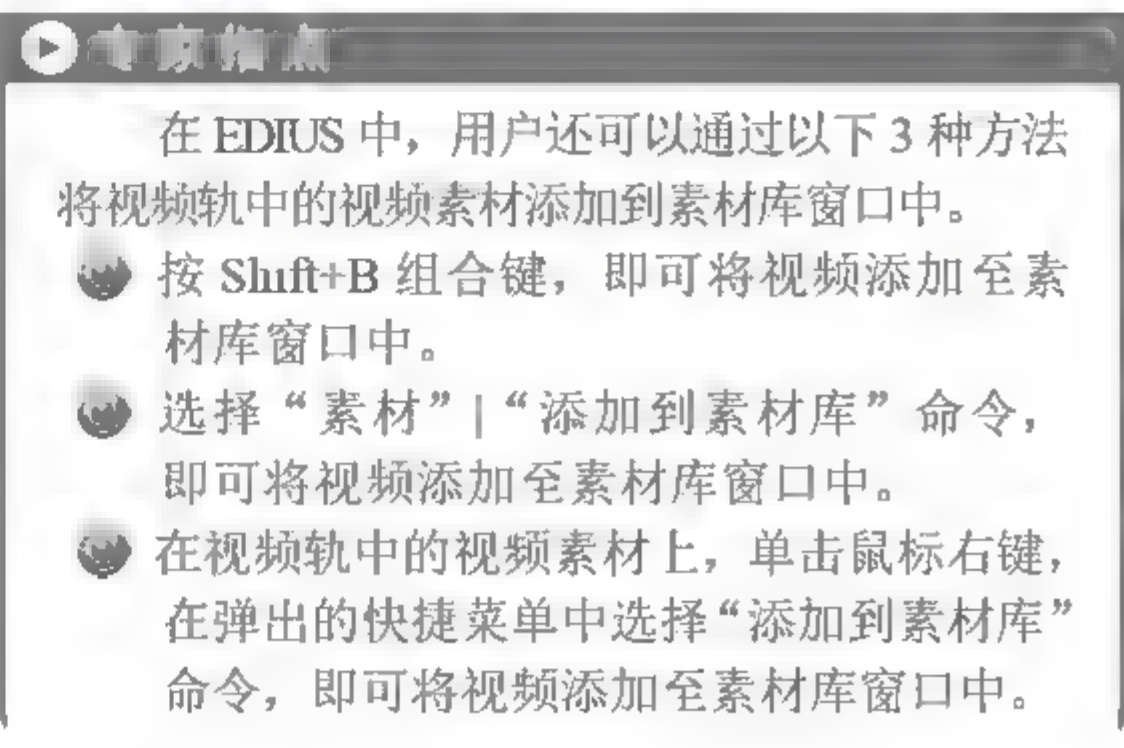 在 EDIUS 中，用户还可以通过以下 3 种方法
将视频轨中的视频素材添加到素材库窗口中。
按 Shift+B 组合键，即可将视频添加至素
材库窗口中。
选择“素材”|“添加到素材库”命令，
即可将视频添加至素材库窗口中。
在视频轨中的视频素材上，单击鼠标右键，
在弹出的快捷菜单中选择“添加到素材库”
命令，即可将视频添加至素材库窗口中。